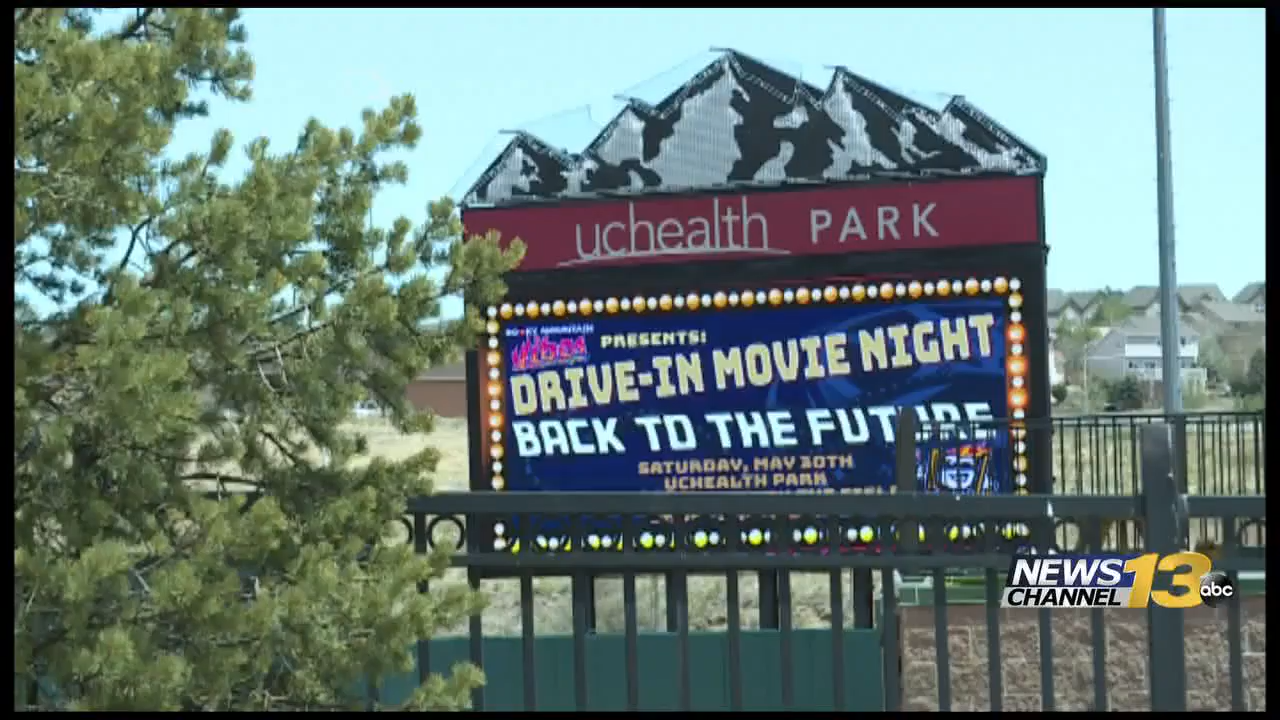 uchealth PARK
ROCKY MOUNTAIN
Vibes
PRESENTS:
DRIVE-IN MOVIE NIGHT
BACK TO THE FUTURE
SATURDAY, MAY 30TH
UCHEALTH PARK
NEWS 13
CHANNEL
abc